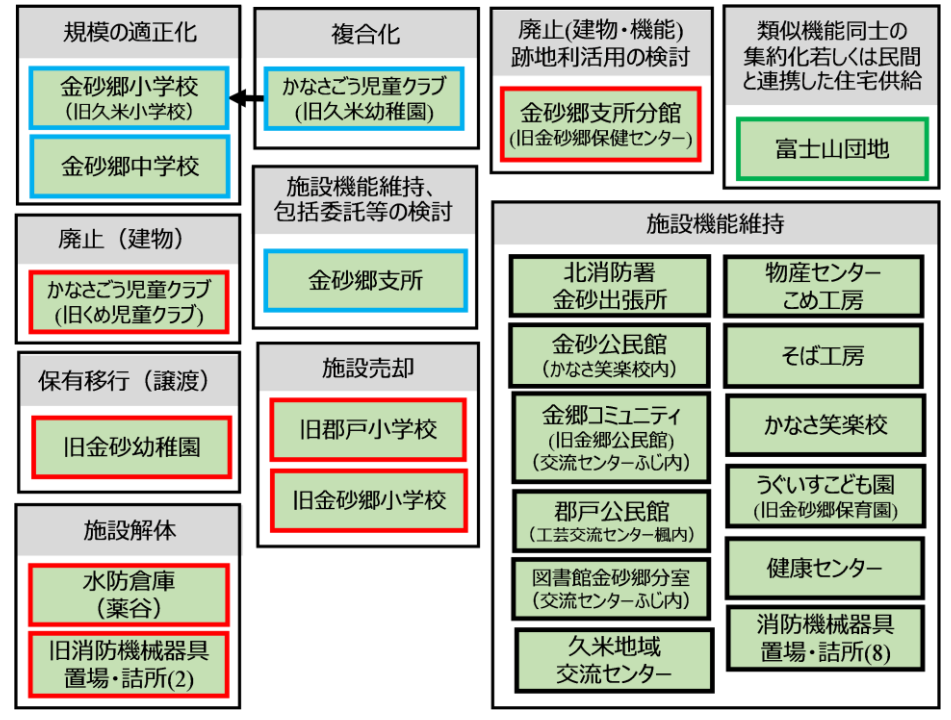 規模の適正化
金砂郷小学校
(旧久米小学校)
金砂郷中学校
複合化
かなさごう児童クラブ
(旧久米幼稚園)
廃止(建物・機能)
跡地利活用の検討
金砂郷支所分館
(旧金砂郷保健センター)
類似機能同士の
集約化若しくは民間
と連携した住宅供給
富士山団地
廃止（建物）
かなさごう児童クラブ
(旧くめ児童クラブ)
施設機能維持、
包括委託等の検討
金砂郷支所
保有移行（譲渡）
旧金砂幼稚園
施設売却
旧郡戸小学校
旧金砂郷小学校
施設解体
水防倉庫
（薬谷）
旧消防機械器具
置場・詰所(2)
施設機能維持
北消防署
金砂出張所
金砂公民館
（かなさ笑楽校内）
金郷コミュニティ
(旧金郷公民館)
（交流センターふじ内）
郡戸公民館
（工芸交流センター楓内）
図書館金砂郷分室
（交流センターふじ内）
久米地域
交流センター
物産センター
こめ工房
そば工房
かなさ笑楽校
うぐいすこども園
(旧金砂郷保育園)
健康センター
消防機械器具
置場・詰所(8)